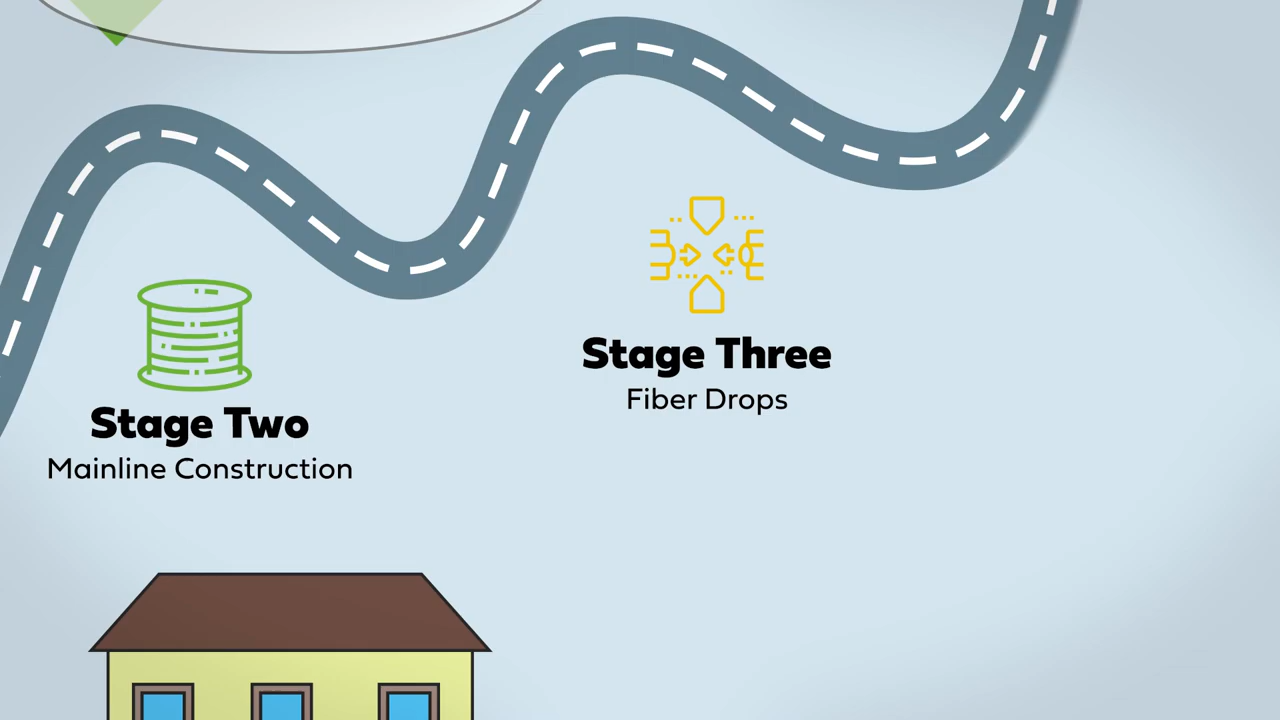 Stage Two
Mainline Construction
Stage Three
Fiber Drops